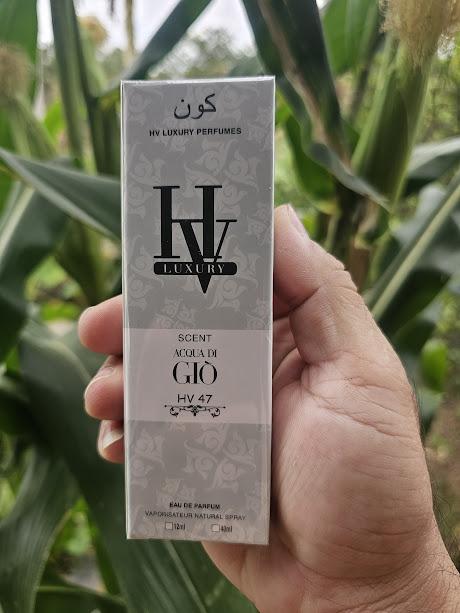 كون
HV LUXURY PERFUMES
HV
LUXURY
SCENT
ACQUA DI
GIÒ
HV 47
EAU DE PARFUM
VAPORISATEUR NATURAL SPRAY
12ml 40ml